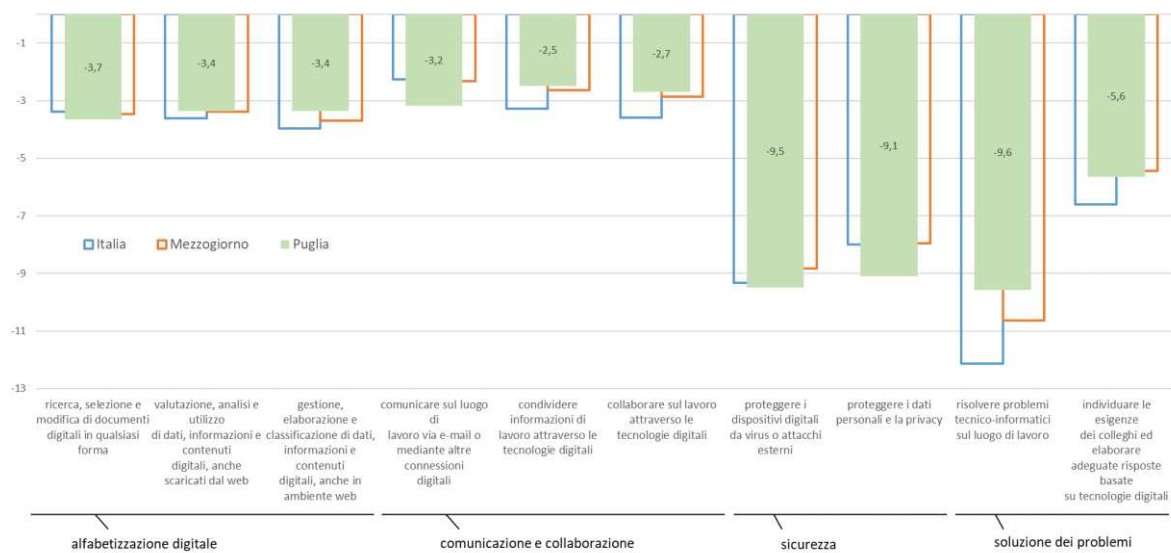 -1
-3
-5
-7
-9
-11
-13
-3,7
-3,4
-3,4
-3,2
-2,5
-2,7
-9,5
-9,1
-9,6
-5,6
Italia
Mezzogiorno
Puglia
ricerca, selezione e
modifica di documenti
digitali in qualsiasi
forma
valutazione, analisi e
utilizzo
di dati, informazioni e
contenuti
digitali, anche
scaricati dal web
gestione,
elaborazione e
classificazione di dati,
informazioni e
contenuti
digitali, anche in
ambiente web
comunicare sul luogo
di
lavoro via e-mail o
mediante altre
connessioni
digitali
condividere
informazioni di
lavoro attraverso le
tecnologie digitali
collaborare sul lavoro
attraverso le
tecnologie digitali
proteggere i
dispositivi digitali
da virus o attacchi
esterni
proteggere i dati
personali e la privacy
risolvere problemi
tecnico-informatici
sul luogo di lavoro
individuare le
esigenze
dei colleghi ed
elaborare
adeguate risposte
basate
su tecnologie digitali
alfabetizzazione digitale
comunicazione e collaborazione
sicurezza
soluzione dei problemi